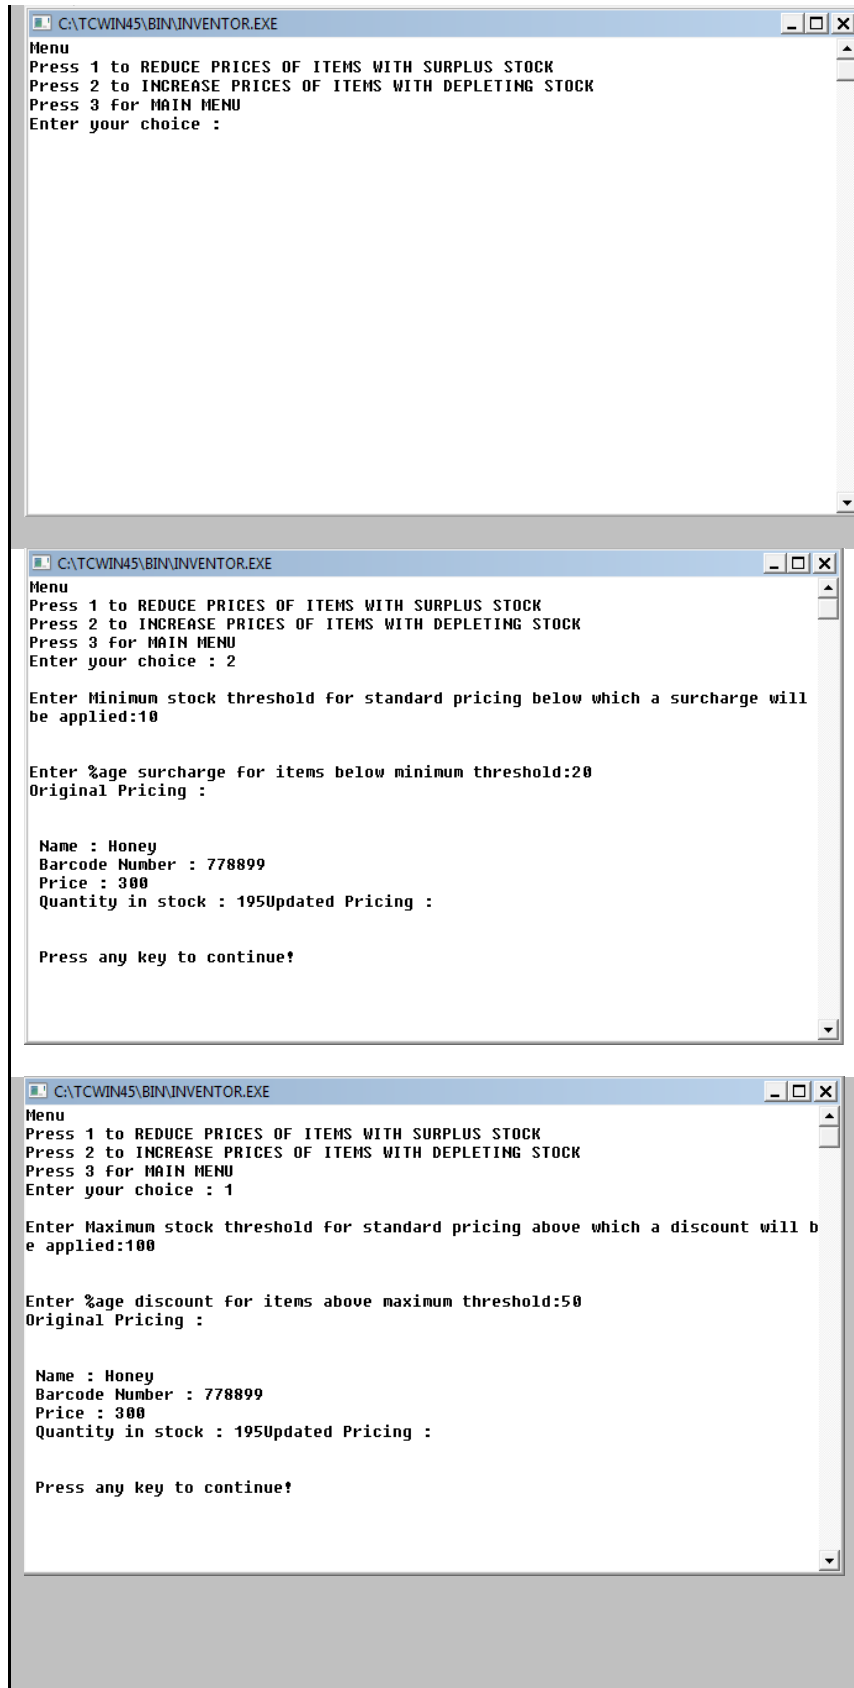 C:\TCWIN45\BIN\INVENTOR.EXE
Menu
Press 1 to REDUCE PRICES OF ITEMS WITH SURPLUS STOCK
Press 2 to INCREASE PRICES OF ITEMS WITH DEPLETING STOCK
Press 3 for MAIN MENU
Enter your choice :
C:\TCWIN45\BIN\INVENTOR.EXE
Menu
Press 1 to REDUCE PRICES OF ITEMS WITH SURPLUS STOCK
Press 2 to INCREASE PRICES OF ITEMS WITH DEPLETING STOCK
Press 3 for MAIN MENU
Enter your choice : 2
Enter Minimum stock threshold for standard pricing below which a surcharge will
be applied:10
Enter %age surcharge for items below minimum threshold:20
Original Pricing :
Name : Honey
Barcode Number : 778899
Price : 300
Quantity in stock : 195Updated Pricing :
Press any key to continue!
C:\TCWIN45\BIN\INVENTOR.EXE
Menu
Press 1 to REDUCE PRICES OF ITEMS WITH SURPLUS STOCK
Press 2 to INCREASE PRICES OF ITEMS WITH DEPLETING STOCK
Press 3 for MAIN MENU
Enter your choice : 1
Enter Maximum stock threshold for standard pricing above which a discount will b
e applied:100
Enter %age discount for items above maximum threshold:50
Original Pricing :
Name : Honey
Barcode Number : 778899
Price : 300
Quantity in stock : 195Updated Pricing :
Press any key to continue!